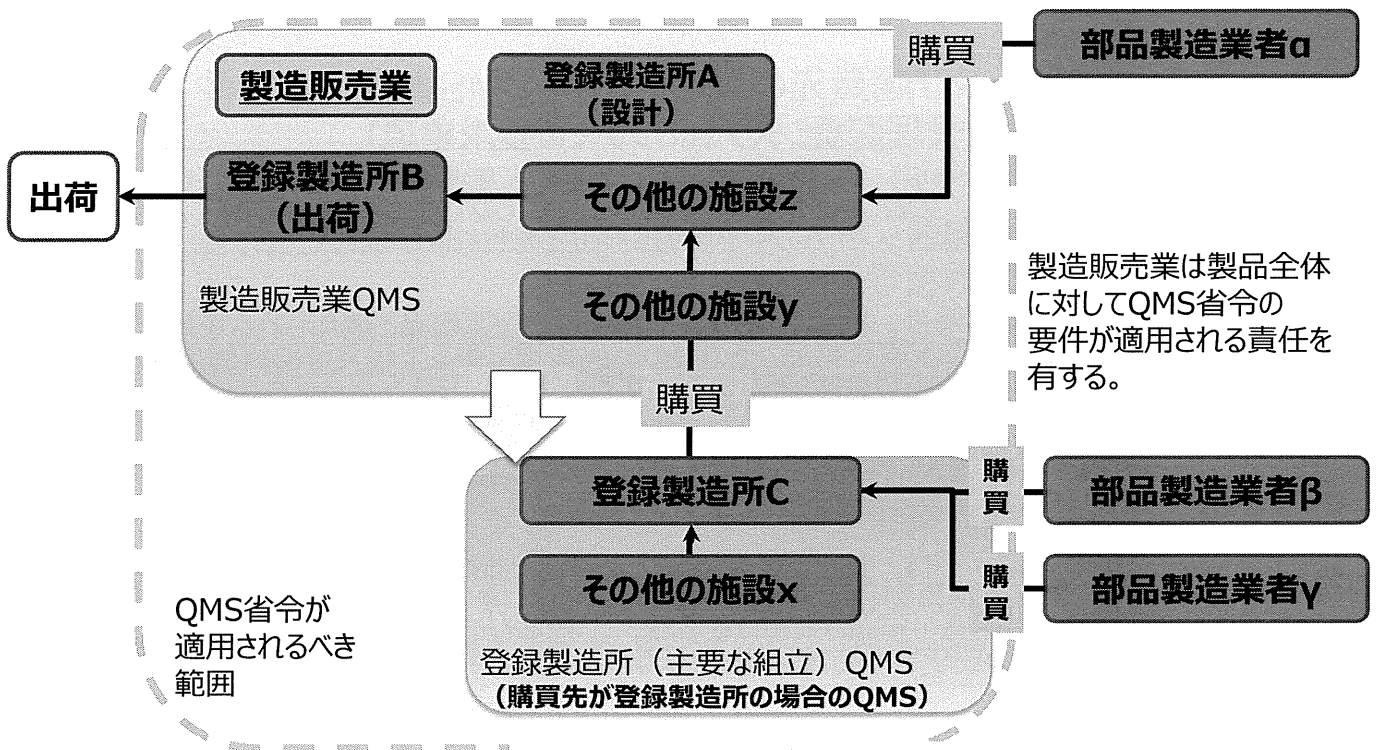 購買
部品製造業者α
製造販売業
登録製造所A
（設計）
出荷
登録製造所B
（出荷）
その他の施設z
製造販売業QMS
その他の施設y
製造販売業は製品全体
に対してQMS省令の
要件が適用される責任を
有する。
購買
登録製造所C
購
買
部品製造業者β
その他の施設x
購
買
部品製造業者γ
QMS省令が
適用されるべき
範囲
登録製造所（主要な組立）QMS
（購買先が登録製造所の場合のQMS）